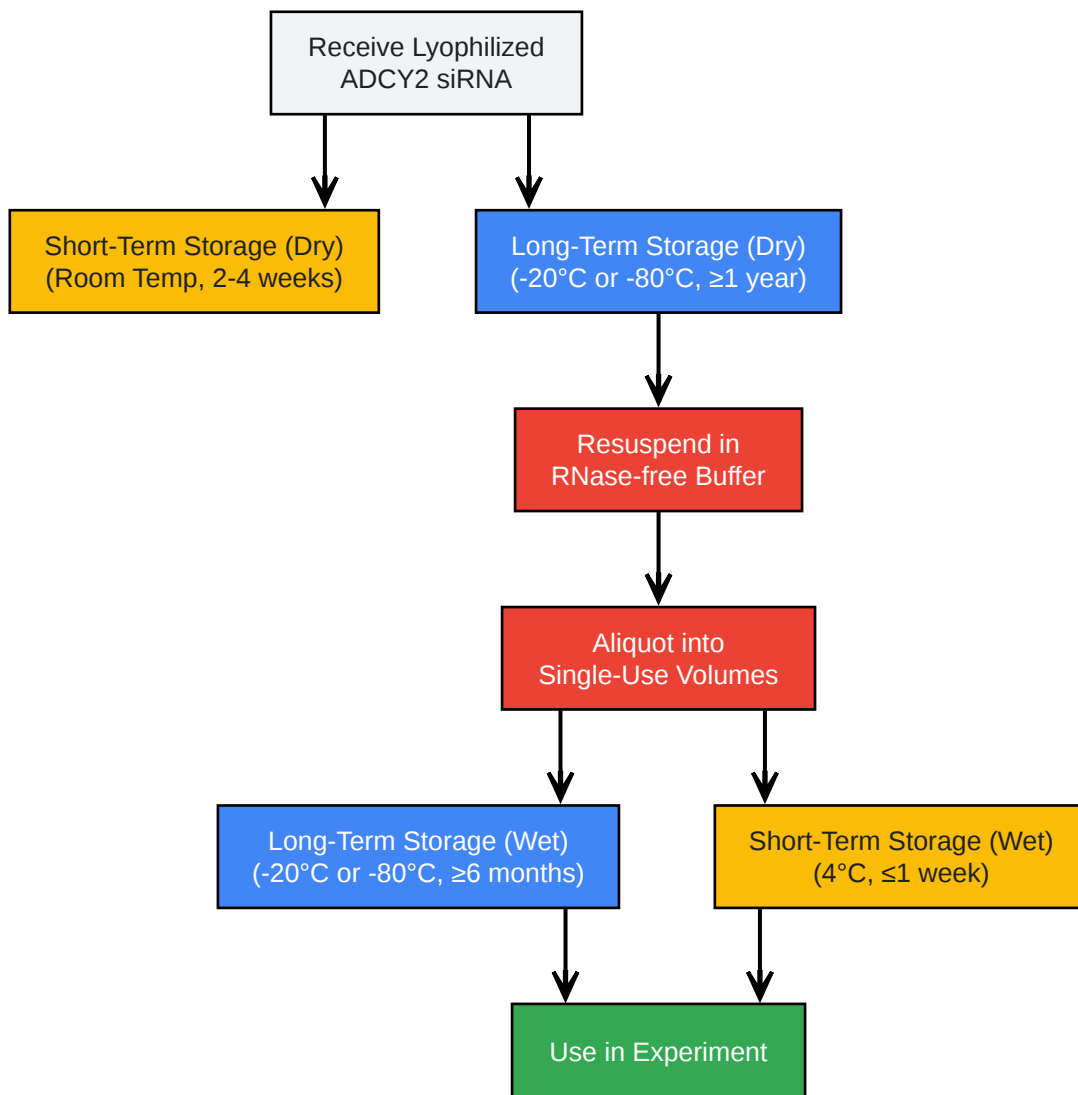 Receive Lyophilized
ADCY2 siRNA
Short-Term Storage (Dry)
(Room Temp, 2-4 weeks)
Long-Term Storage (Dry)
(-20°C or -80°C, ≥1 year)
Resuspend in
RNase-free Buffer
Aliquot into
Single-Use Volumes
Long-Term Storage (Wet)
(-20°C or -80°C, ≥6 months)
Short-Term Storage (Wet)
(4°C, ≤1 week)
Use in Experiment